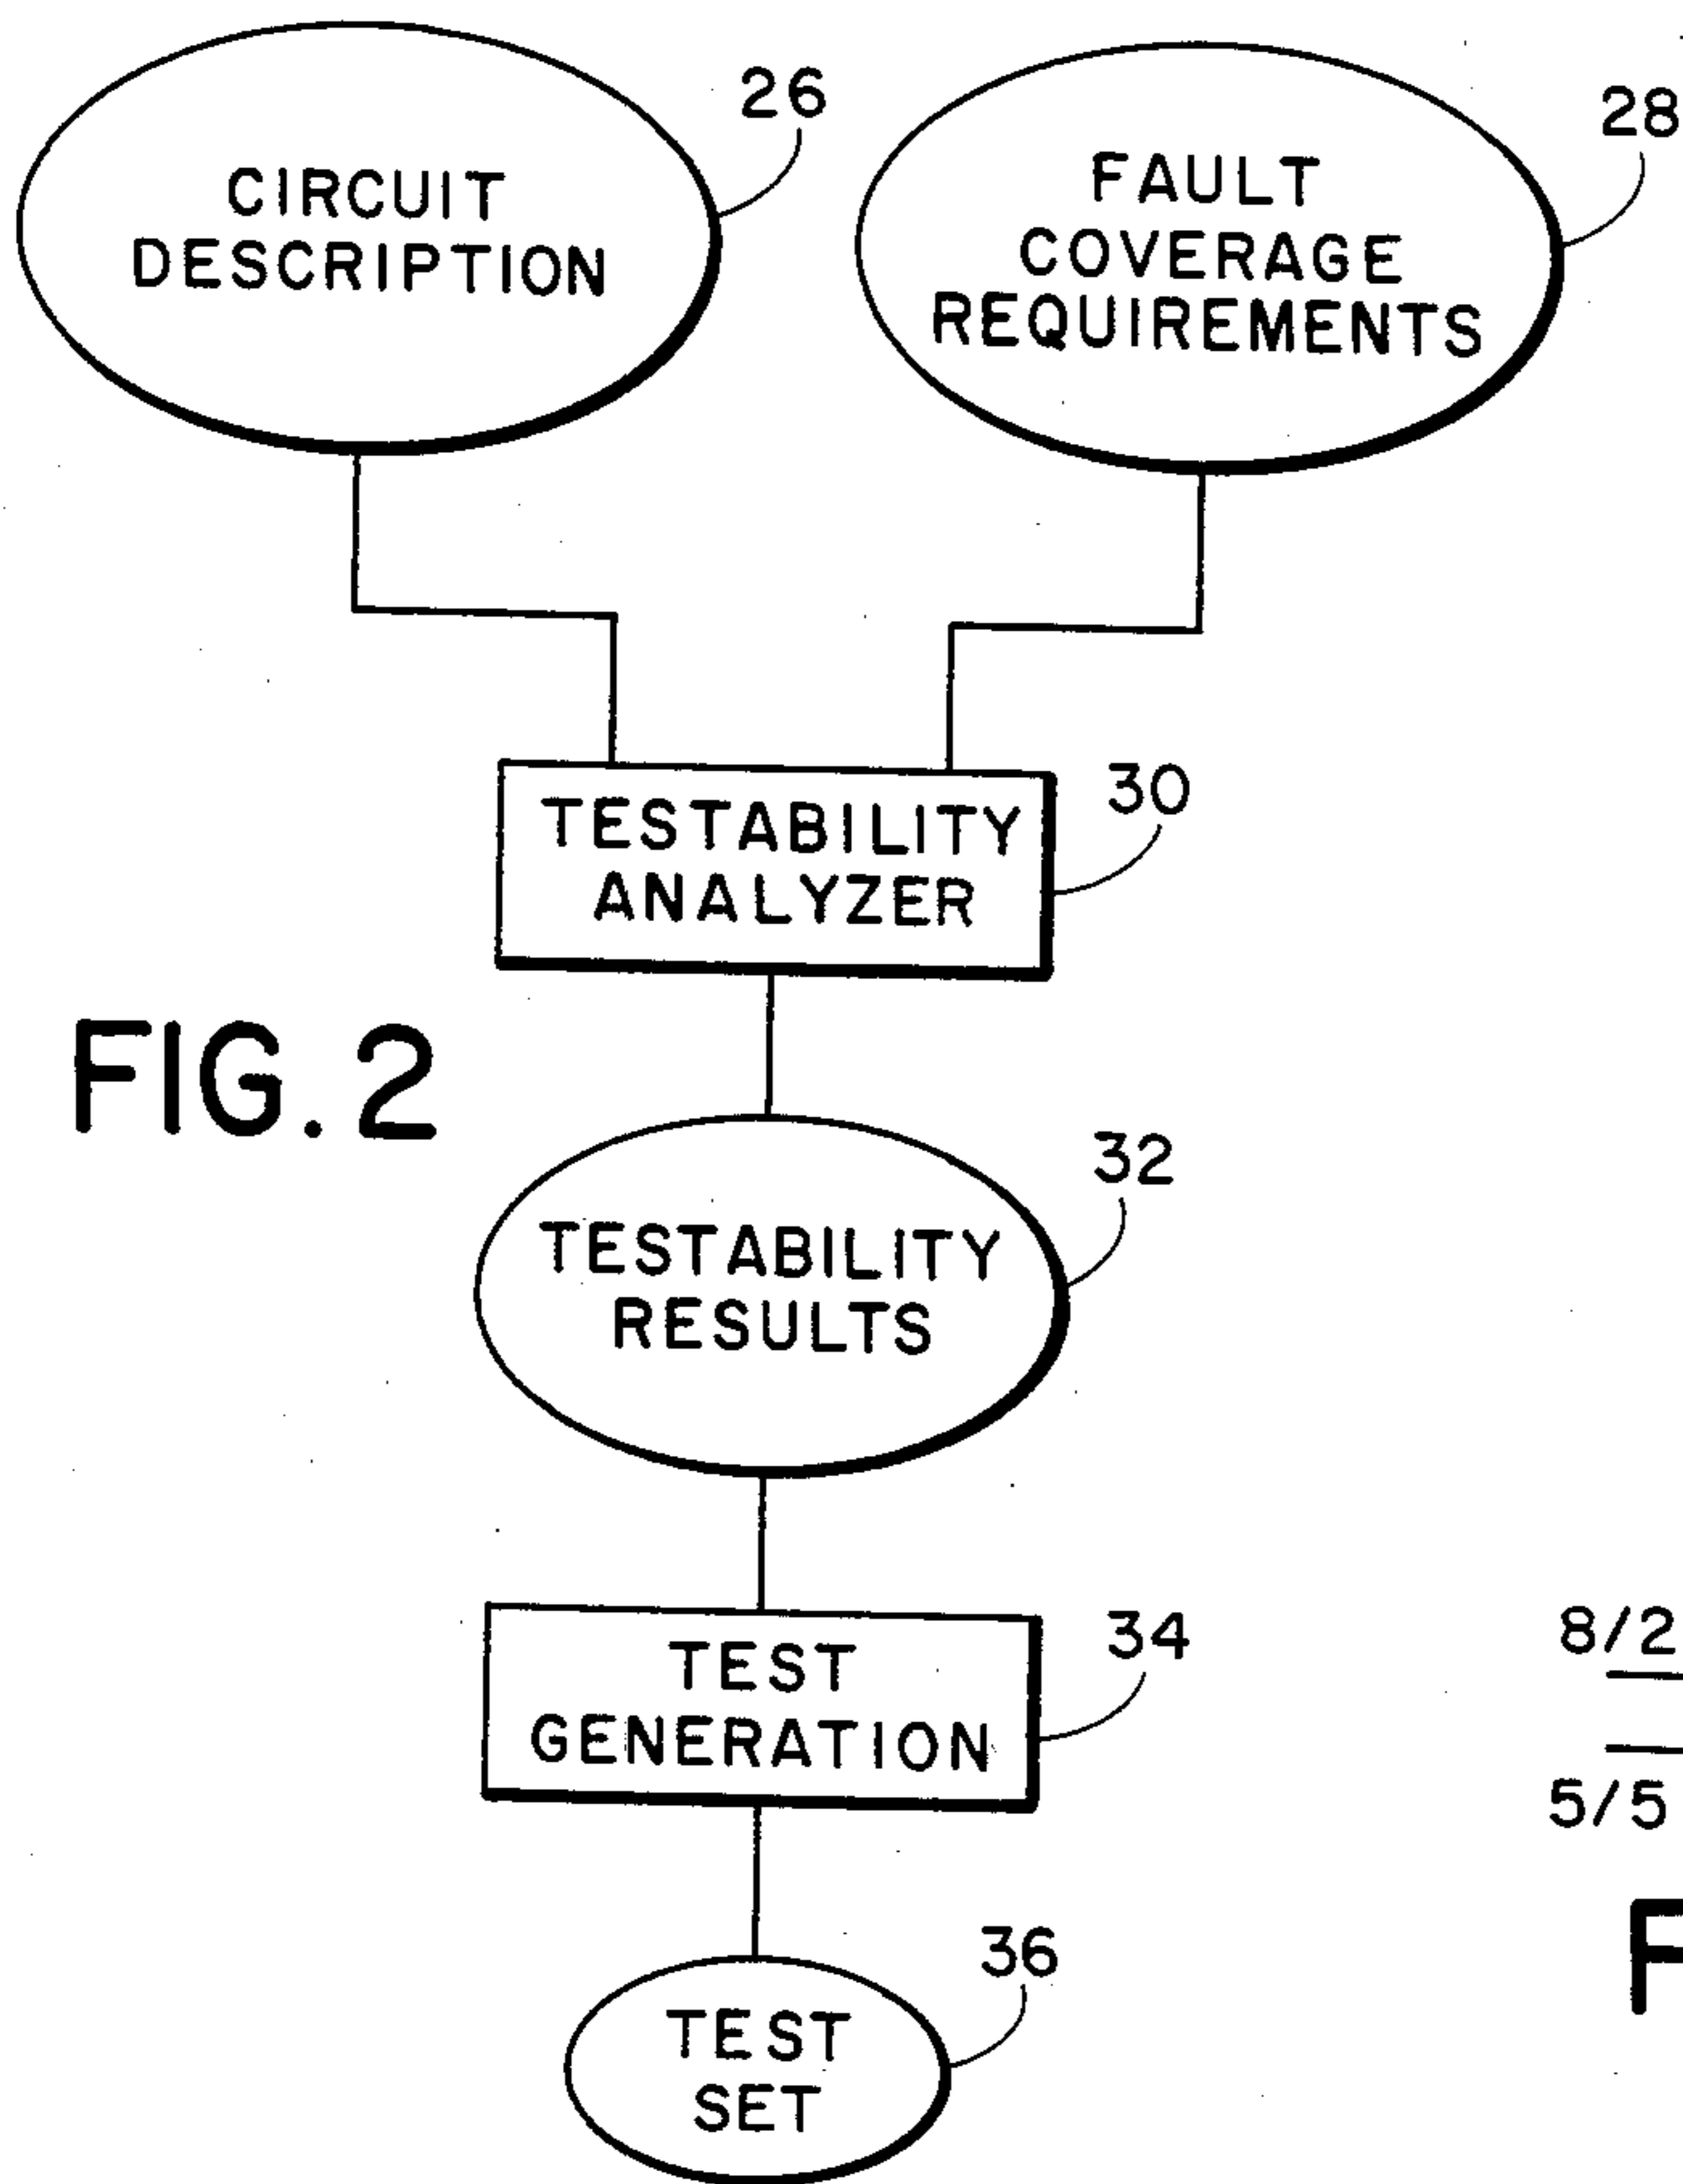 26
CIRCUIT
DESCRIPTION
28
FAULT
COVERAGE
REQUIREMENTS
30
TESTABILITY
ANALYZER
FIG. 2
32
TESTABILITY
RESULTS
34
TEST
GENERATION
8/2
5/5
36
TEST
SET
F